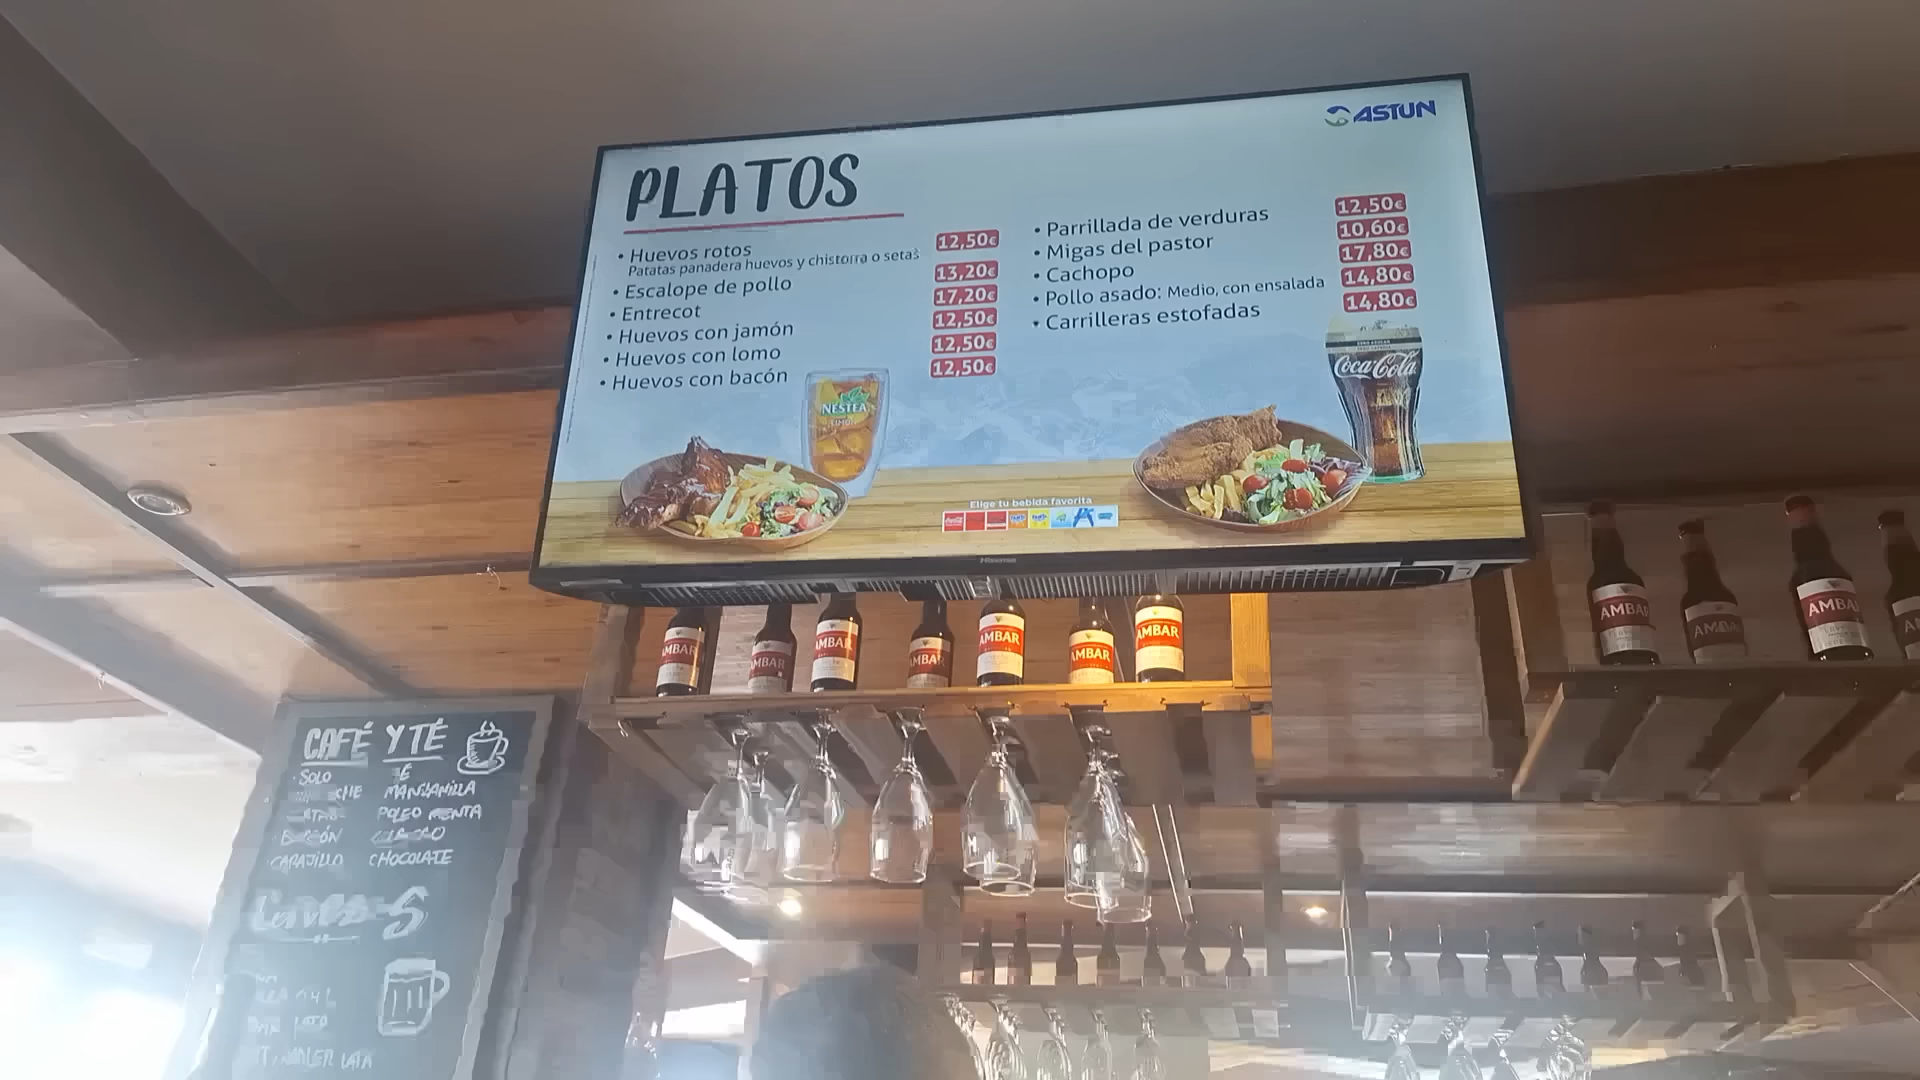 ASTUN
PLATOS
• Huevos rotos 12,50€
Patatas panadera huevos y chistorra o setas
• Escalope de pollo 13,20€
• Entrecot 17,20€
• Huevos con jamón 12,50€
• Huevos con lomo 12,50€
• Huevos con bacón 12,50€
• Parrillada de verduras 12,50€
• Migas del pastor 10,60€
• Cachopo 17,80€
• Pollo asado: Medio, con ensalada 14,80€
• Carrilleras estofadas 14,80€
NESTEA
Coca-Cola
Elige tu bebida favorita
Hisense
AMBAR
AMBAR
AMBAR
AMBAR
AMBAR
AMBAR
AMBAR
AMBAR
AMBAR
AMBAR
CAFÉ Y TÉ
· SOLO
MANZANILLA
POLEO MENTA
· CARAJILLO CHOCOLATE
LATA